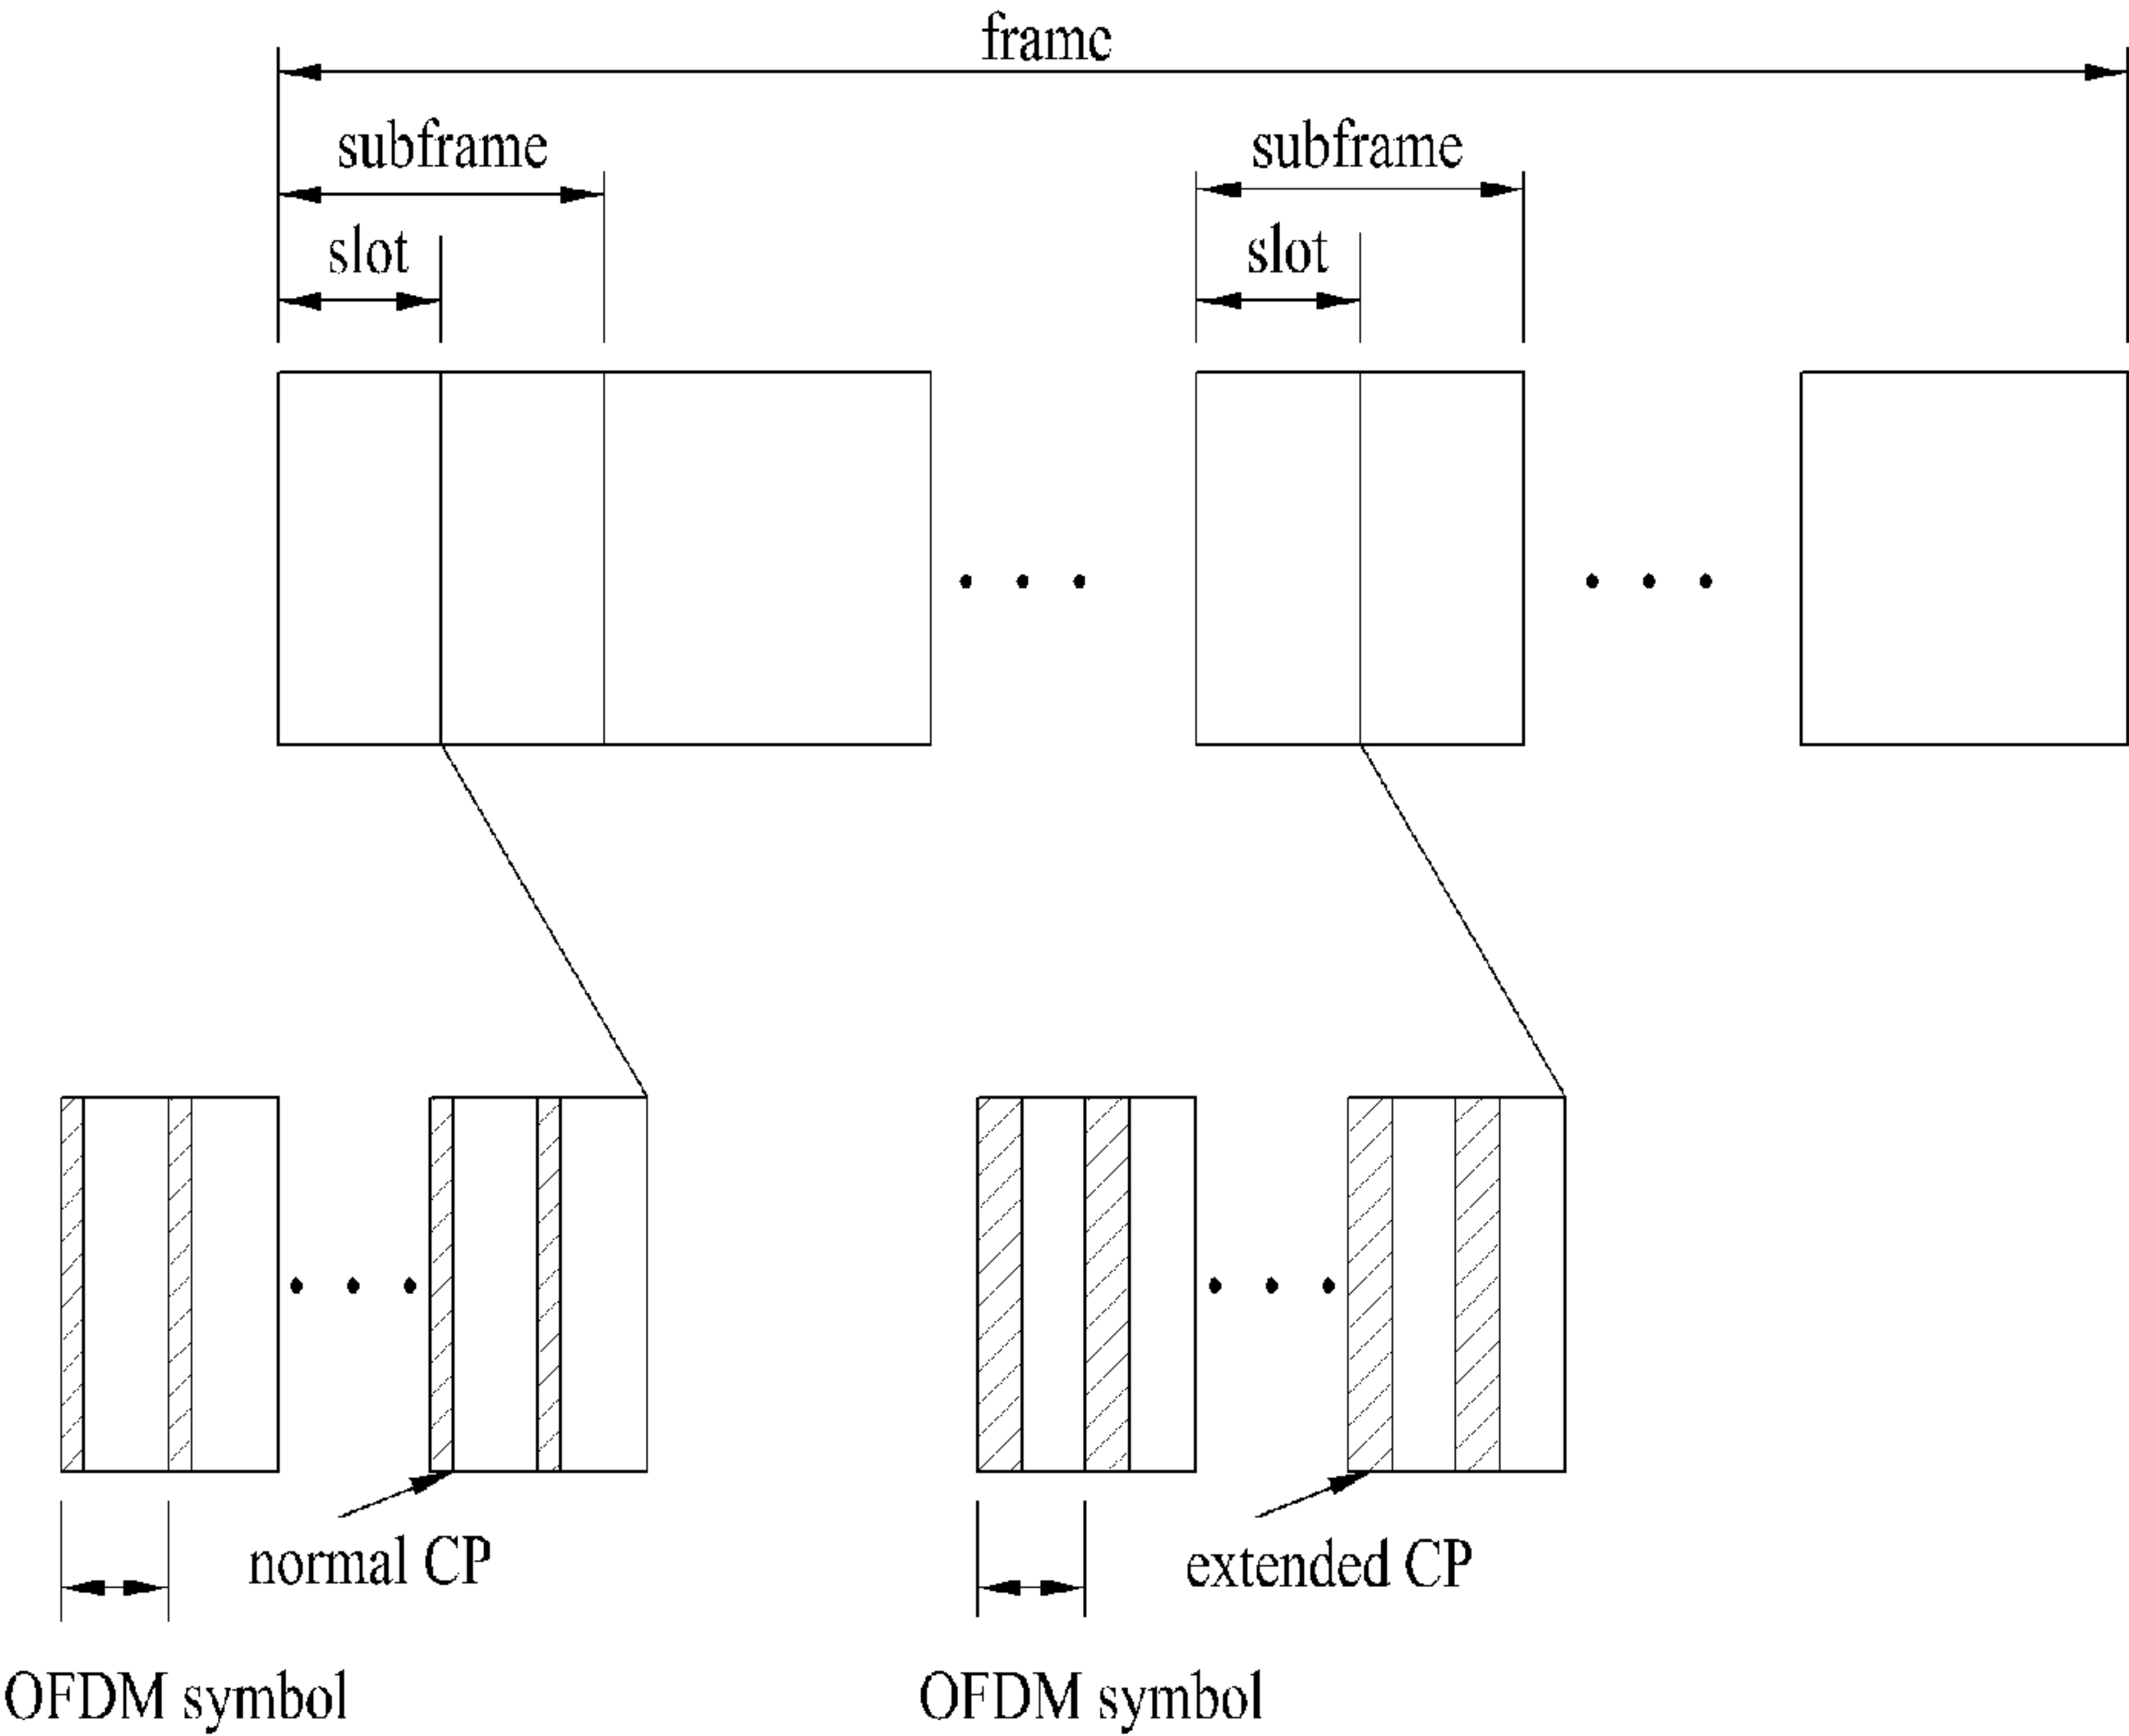 frame
subframe
subframe
slot
slot
normal CP
extended CP
OFDM symbol
OFDM symbol